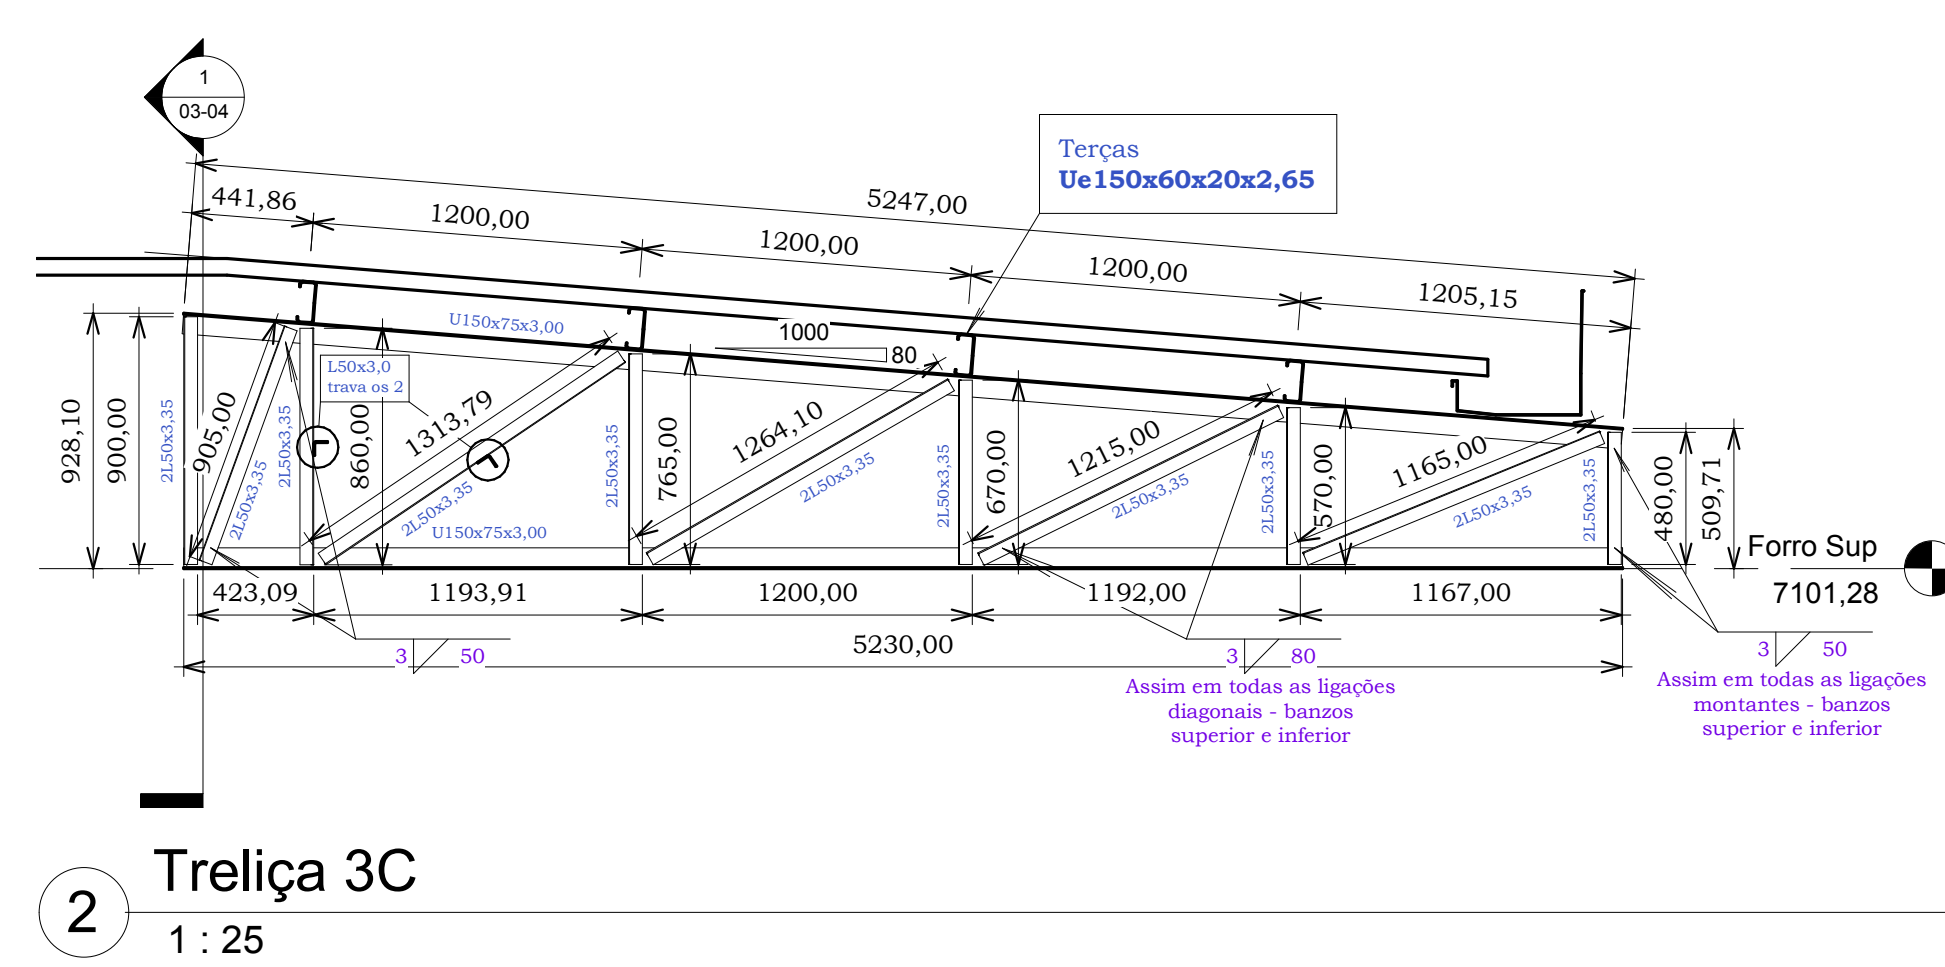 1
03-04
Terças
Ue150x60x20x2,65
441,86
1200,00
5247,00
1200,00
1200,00
1205,15
U150x75x3,00
1000
80
L50x3,0
trava os 2
928,10
900,00
2L50x3,35
905,00
2L50x3,35
2L50x3,35
860,00
1313,79
2L50x3,35
U150x75x3,00
2L50x3,35
765,00
1264,10
2L50x3,35
2L50x3,35
670,00
1215,00
2L50x3,35
2L50x3,35
570,00
1165,00
2L50x3,35
2L50x3,35
480,00
509,71
Forro Sup
7101,28
423,09
1193,91
1200,00
1192,00
1167,00
5230,00
3
50
3
80
Assim em todas as ligações
diagonais - banzos
superior e inferior
3
50
Assim em todas as ligações
montantes - banzos
superior e inferior
2
Treliça 3C
1 : 25